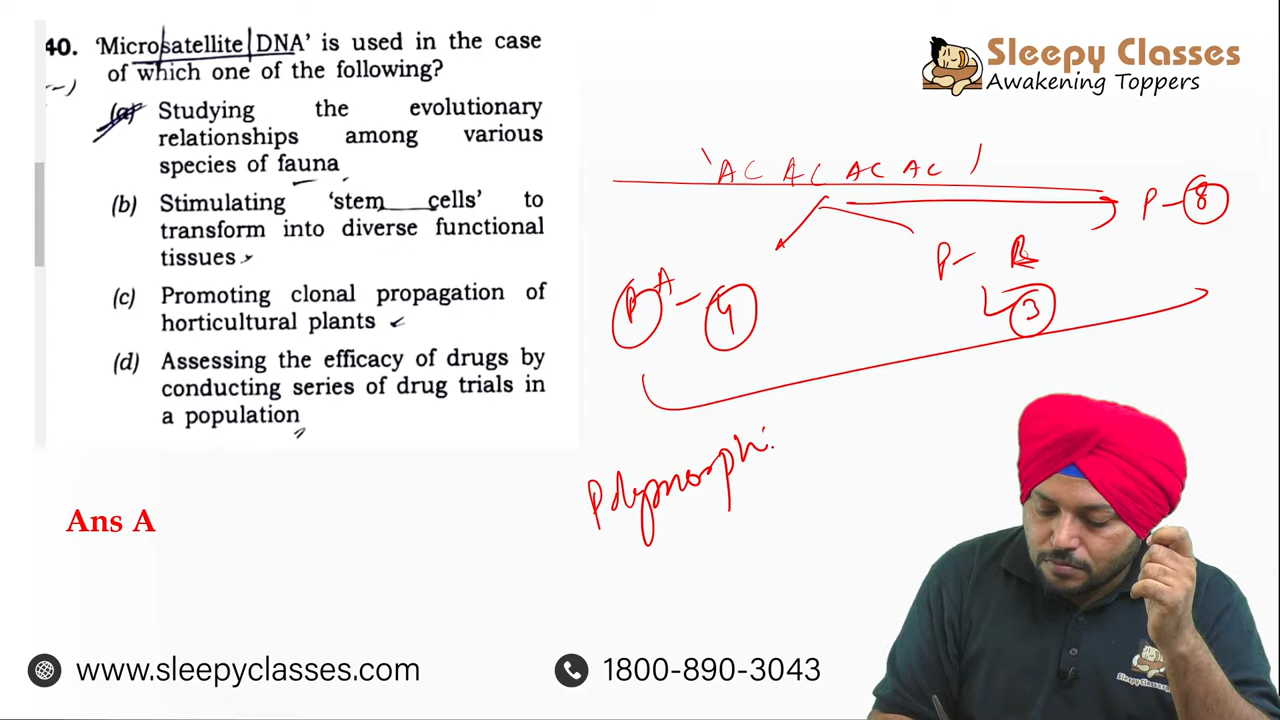 40. 'Microsatellite DNA' is used in the case
of which one of the following?
(a) Studying the evolutionary
relationships among various
species of fauna
(b) Stimulating 'stem cells' to
transform into diverse functional
tissues
(c) Promoting clonal propagation of
horticultural plants
(d) Assessing the efficacy of drugs by
conducting series of drug trials in
a population
Ans A
Sleepy Classes
Awakening Toppers
'AC AC AC AC'
P - 8
P - B
3
A -
Polymorphi
www.sleepyclasses.com
1800-890-3043